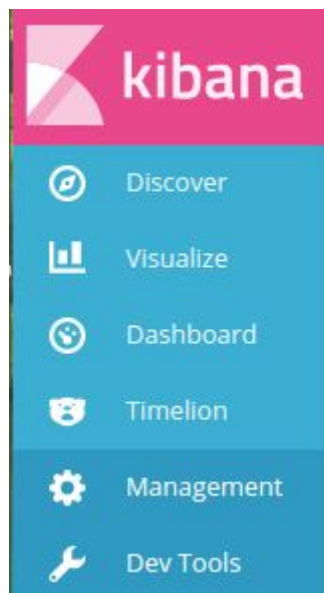 kibana
Discover
Visualize
Dashboard
Timelion
Management
Dev Tools